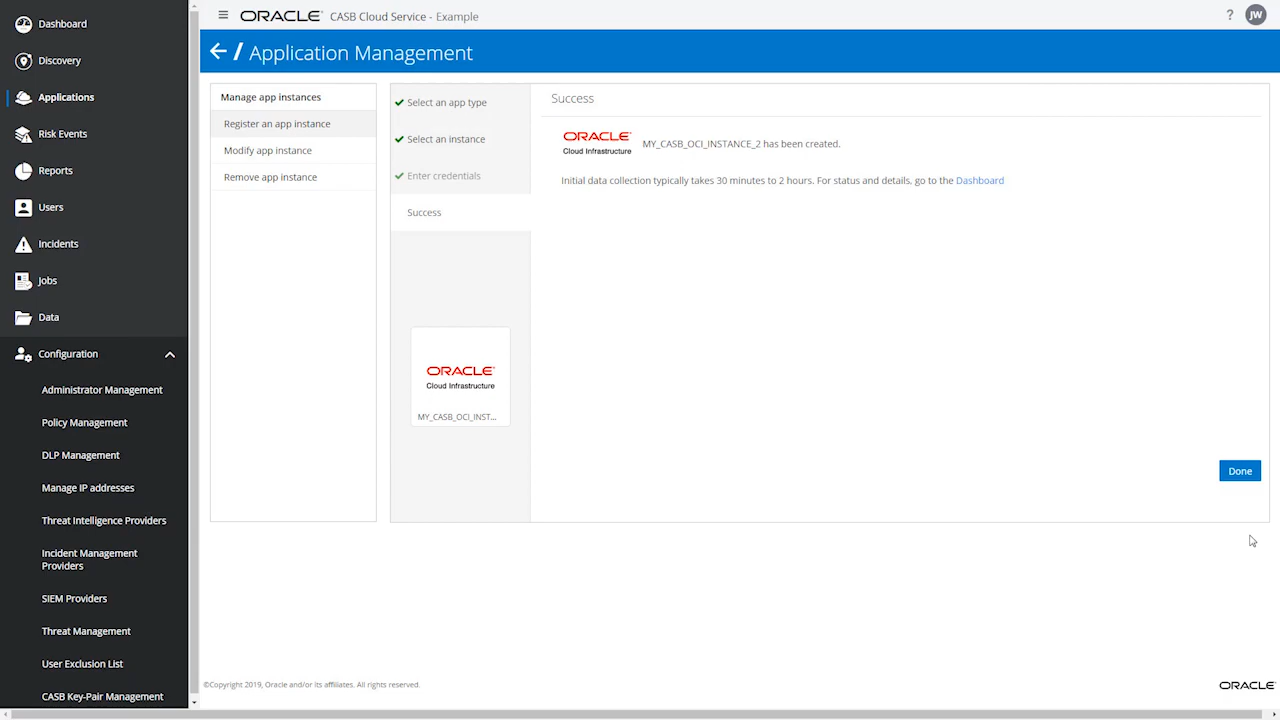 Dashboard
Discovery
Applications
Risk Events
Reports
Users
Incidents
Jobs
Data
Configuration
Administrator Management
Policy Management
DLP Management
Manage IP addresses
Threat Intelligence Providers
Incident Management
Providers
SIEM Providers
Threat Management
User Exclusion List
CASB Key-Pair Management
ORACLE CASB Cloud Service - Example
? JW
/ Application Management
Manage app instances
Register an app instance
Modify app instance
Remove app instance
Select an app type
Select an instance
Enter credentials
Success
ORACLE
Cloud Infrastructure
MY_CASB_OCI_INST...
Success
ORACLE
Cloud Infrastructure
MY_CASB_OCI_INSTANCE_2 has been created.
Initial data collection typically takes 30 minutes to 2 hours. For status and details, go to the Dashboard
Done
©Copyright 2019, Oracle and/or its affiliates. All rights reserved.
ORACLE